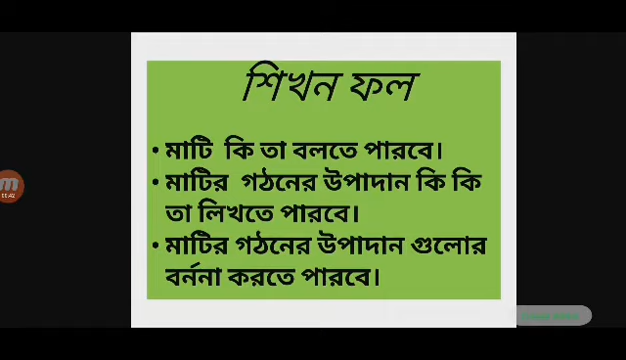 শিখন ফল
• মাটি কি তা বলতে পারবে।
• মাটির গঠনের উপাদান কি কি
তা লিখতে পারবে।
• মাটির গঠনের উপাদান গুলোর
বর্ননা করতে পারবে।